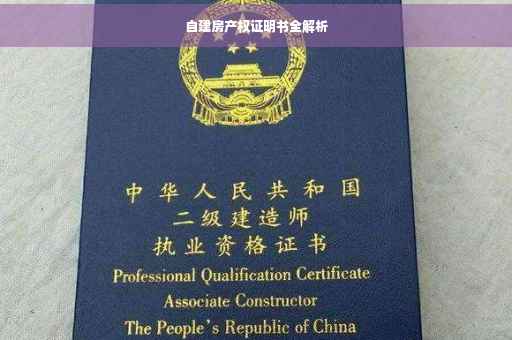 自建房产权证明书全解析
中华人民共和国
二级建造师
执业资格证书
Professional Qualification Certificate
Associate Constructor
The People's Republic of China